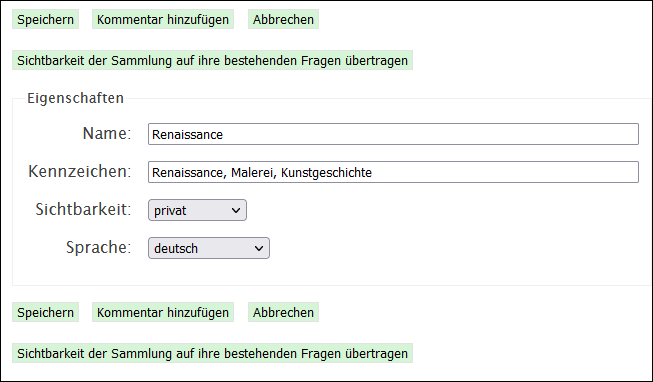 Speichern Kommentar hinzufügen Abbrechen
Sichtbarkeit der Sammlung auf ihre bestehenden Fragen übertragen
Eigenschaften
Name: Renaissance
Kennzeichen: Renaissance, Malerei, Kunstgeschichte
Sichtbarkeit: privat
Sprache: deutsch
Speichern Kommentar hinzufügen Abbrechen
Sichtbarkeit der Sammlung auf ihre bestehenden Fragen übertragen